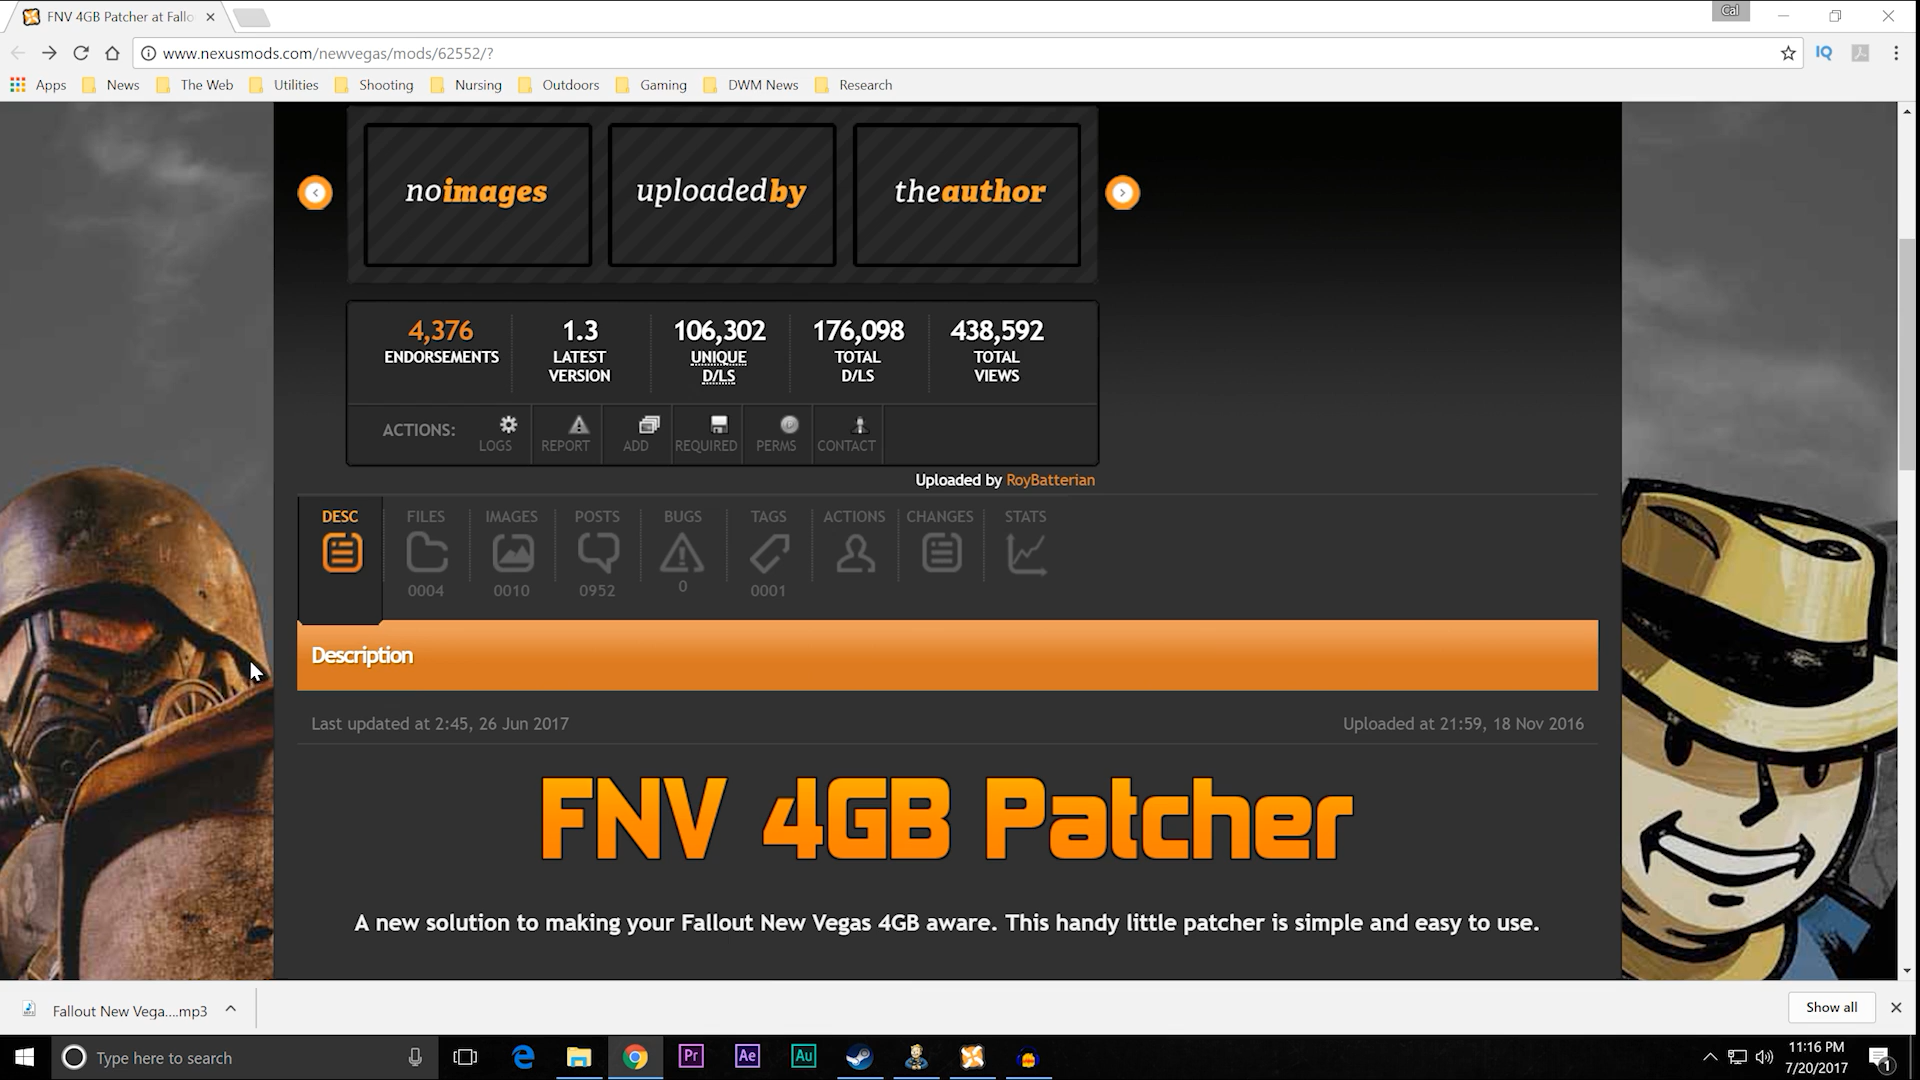 FNV 4GB Patcher at Fallo
Cal
www.nexusmods.com/newvegas/mods/62552/?
IQ
Apps News The Web Utilities Shooting Nursing Outdoors Gaming DWM News Research
noimages uploadedby theauthor
4,376 1.3 106,302 176,098 438,592
ENDORSEMENTS LATEST UNIQUE TOTAL TOTAL
VERSION D/LS D/LS VIEWS
ACTIONS: LOGS REPORT ADD REQUIRED PERMS CONTACT
Uploaded by RoyBatterian
DESC FILES IMAGES POSTS BUGS TAGS ACTIONS CHANGES STATS
0004 0010 0952 0 0001
Description
Last updated at 2:45, 26 Jun 2017 Uploaded at 21:59, 18 Nov 2016
FNV 4GB Patcher
A new solution to making your Fallout New Vegas 4GB aware. This handy little patcher is simple and easy to use.
Fallout New Vega....mp3 Show all
Type here to search Pr Ae Au 11:16 PM
7/20/2017 1